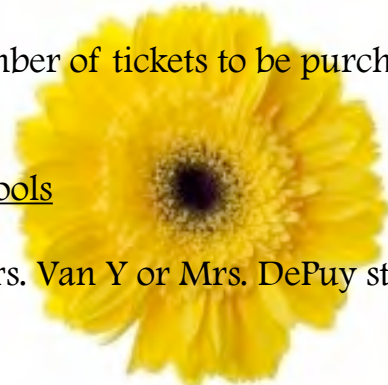 mber of tickets to be purch
ools
rs. Van Y or Mrs. DePuy st